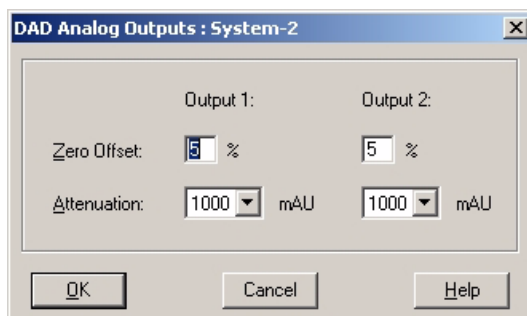 DAD Analog Outputs : System-2
Output 1: Output 2:
Zero Offset: 5 % 5 %
Attenuation: 1000 mAU 1000 mAU
OK Cancel Help